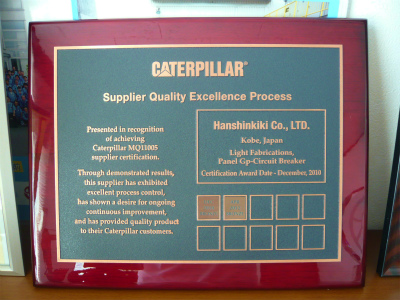 CATERPILLAR®
Supplier Quality Excellence Process
Presented in recognition
of achieving
Caterpillar MQ11005
supplier certification.
Through demonstrated results,
this supplier has exhibited
excellent process control,
has shown a desire for ongoing
continuous improvement,
and has provided quality product
to their Caterpillar customers.
Hanshinkiki Co., LTD.
Kobe, Japan
Light Fabrications,
Panel Gp-Circuit Breaker
Certification Award Date - December, 2010